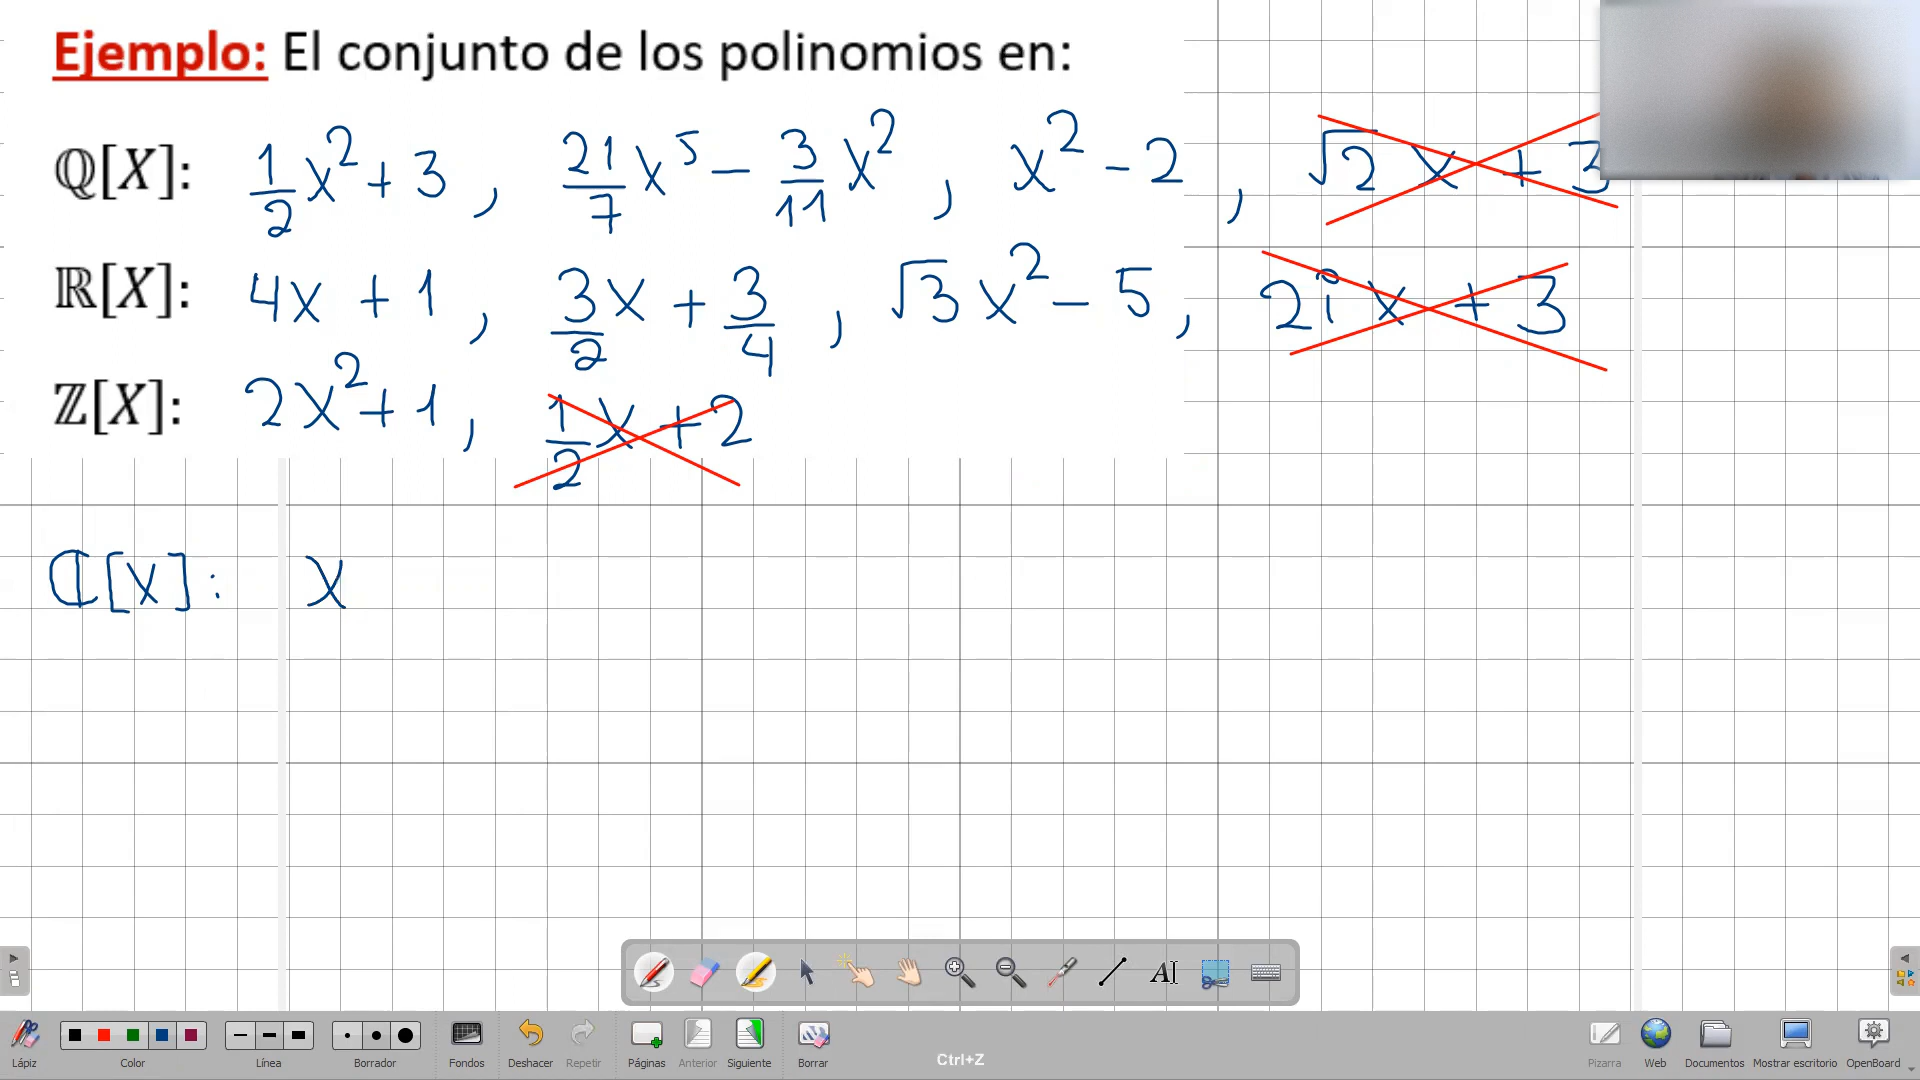 Ejemplo: El conjunto de los polinomios en:
ℚ[X]: 1/2 x² + 3 , 21/7 x⁵ − 3/11 x² , x² − 2 , √2 x + 3
ℝ[X]: 4x + 1 , 3/2 x + 3/4 , √3 x² − 5 , 2i x + 3
ℤ[X]: 2x² + 1 , 1/2 x + 2
ℂ[X]: x
AI
Lápiz Color Línea Borrador Fondos Deshacer Repetir Páginas Anterior Siguiente Borrar Ctrl+Z Pizarra Web Documentos Mostrar escritorio OpenBoard